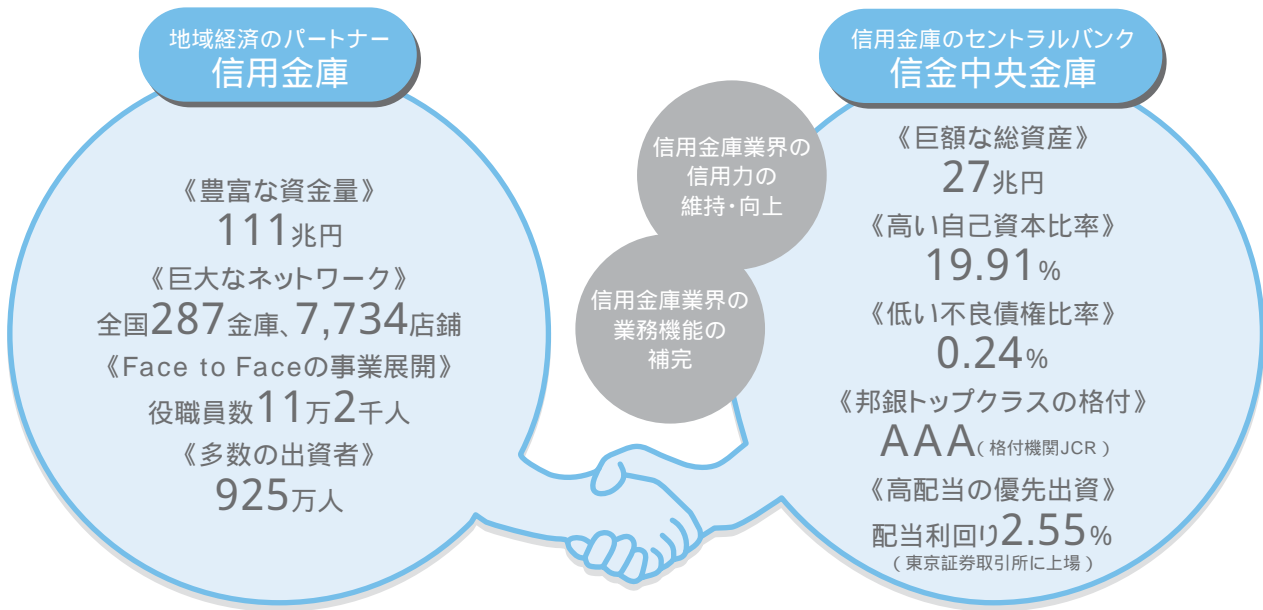 地域経済のパートナー
信用金庫
《豊富な資金量》
111兆円
《巨大なネットワーク》
全国287金庫、7,734店舗
《Face to Faceの事業展開》
役職員数11万2千人
《多数の出資者》
925万人
信用金庫業界の
信用力の
維持・向上
信用金庫業界の
業務機能の
補完
信用金庫のセントラルバンク
信金中央金庫
《巨額な総資産》
27兆円
《高い自己資本比率》
19.91%
《低い不良債権比率》
0.24%
《邦銀トップクラスの格付》
AAA(格付機関JCR)
《高配当の優先出資》
配当利回り2.55%
(東京証券取引所に上場)